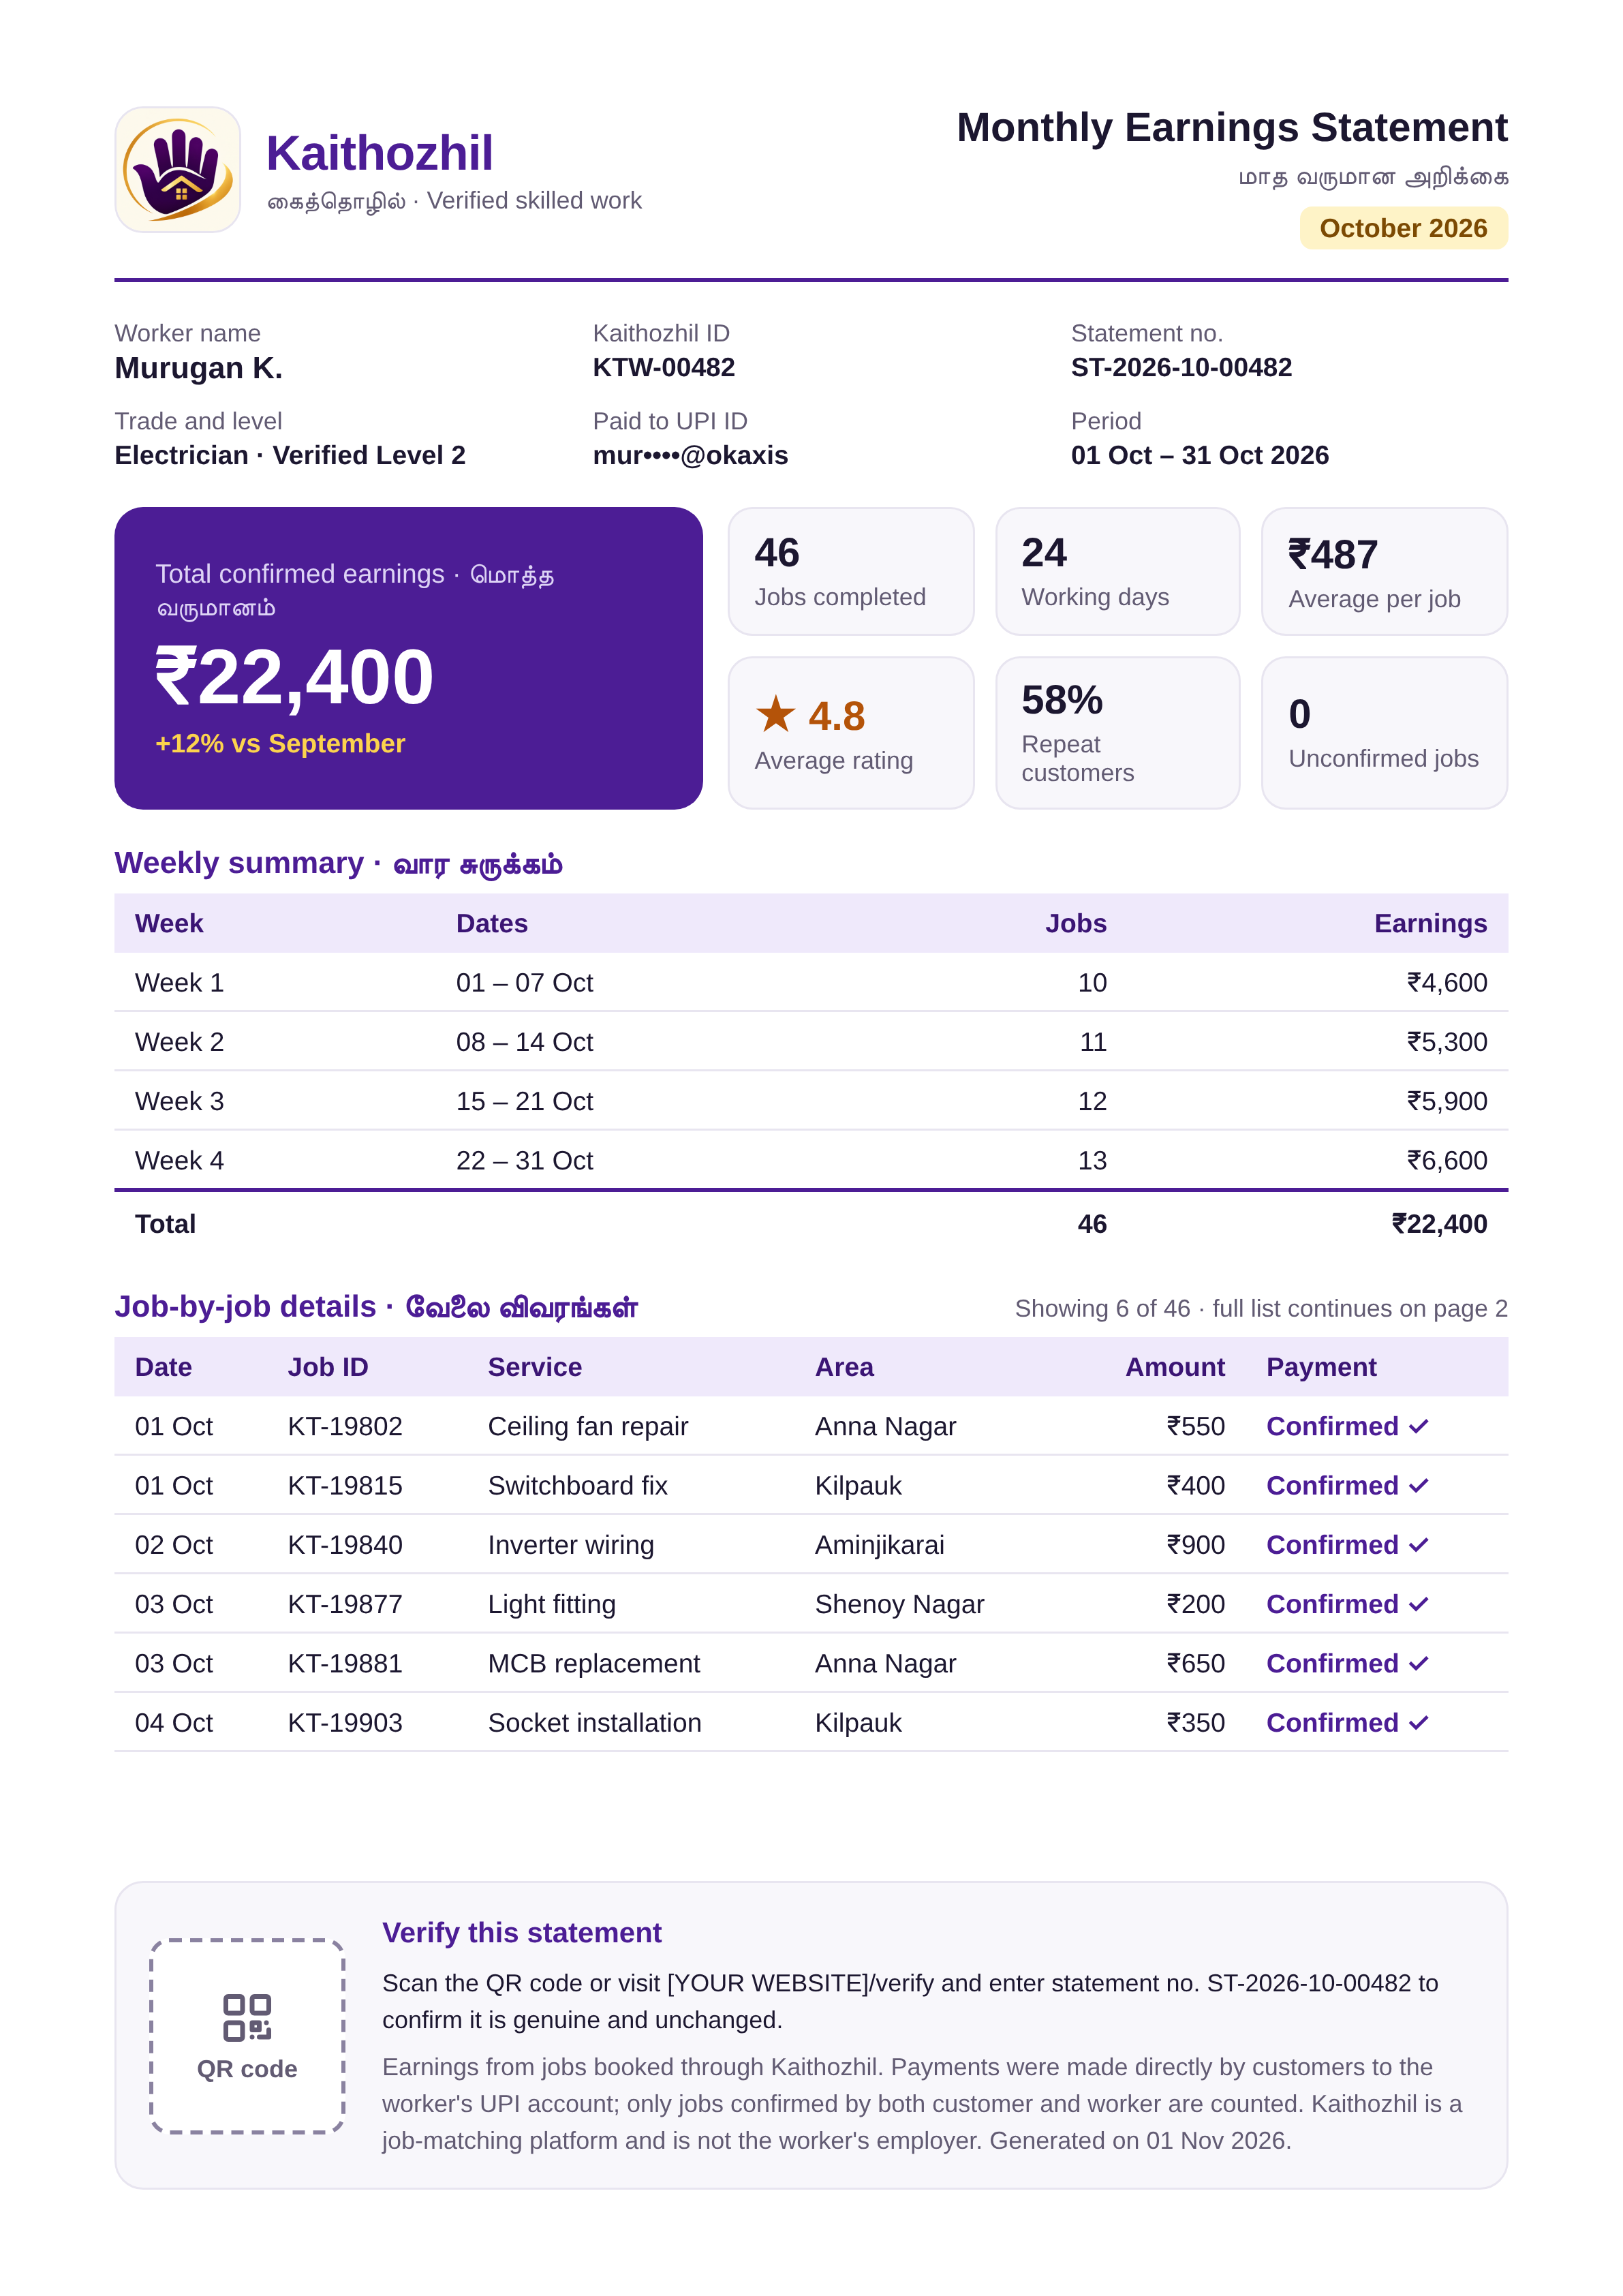 Kaithozhil
கைத்தொழில் · Verified skilled work
Monthly Earnings Statement
மாத வருமான அறிக்கை
October 2026
Worker name
Murugan K.
Kaithozhil ID
KTW-00482
Statement no.
ST-2026-10-00482
Trade and level
Electrician · Verified Level 2
Paid to UPI ID
mur••••@okaxis
Period
01 Oct – 31 Oct 2026
Total confirmed earnings · மொத்த
வருமானம்
₹22,400
+12% vs September
46
Jobs completed
24
Working days
₹487
Average per job
★ 4.8
Average rating
58%
Repeat
customers
0
Unconfirmed jobs
Weekly summary · வார சுருக்கம்
Week Dates Jobs Earnings
Week 1 01 – 07 Oct 10 ₹4,600
Week 2 08 – 14 Oct 11 ₹5,300
Week 3 15 – 21 Oct 12 ₹5,900
Week 4 22 – 31 Oct 13 ₹6,600
Total 46 ₹22,400
Job-by-job details · வேலை விவரங்கள்
Showing 6 of 46 · full list continues on page 2
Date Job ID Service Area Amount Payment
01 Oct KT-19802 Ceiling fan repair Anna Nagar ₹550 Confirmed ✓
01 Oct KT-19815 Switchboard fix Kilpauk ₹400 Confirmed ✓
02 Oct KT-19840 Inverter wiring Aminjikarai ₹900 Confirmed ✓
03 Oct KT-19877 Light fitting Shenoy Nagar ₹200 Confirmed ✓
03 Oct KT-19881 MCB replacement Anna Nagar ₹650 Confirmed ✓
04 Oct KT-19903 Socket installation Kilpauk ₹350 Confirmed ✓
QR code
Verify this statement
Scan the QR code or visit [YOUR WEBSITE]/verify and enter statement no. ST-2026-10-00482 to
confirm it is genuine and unchanged.
Earnings from jobs booked through Kaithozhil. Payments were made directly by customers to the
worker's UPI account; only jobs confirmed by both customer and worker are counted. Kaithozhil is a
job-matching platform and is not the worker's employer. Generated on 01 Nov 2026.